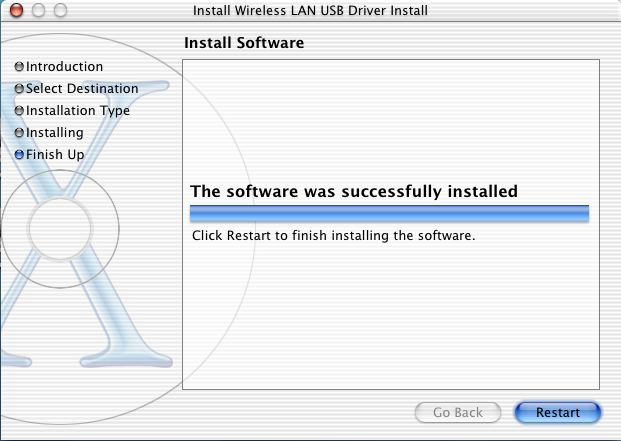 Install Wireless LAN USB Driver Install
Install Software
Introduction
Select Destination
Installation Type
Installing
Finish Up
The software was successfully installed
Click Restart to finish installing the software.
Go Back
Restart